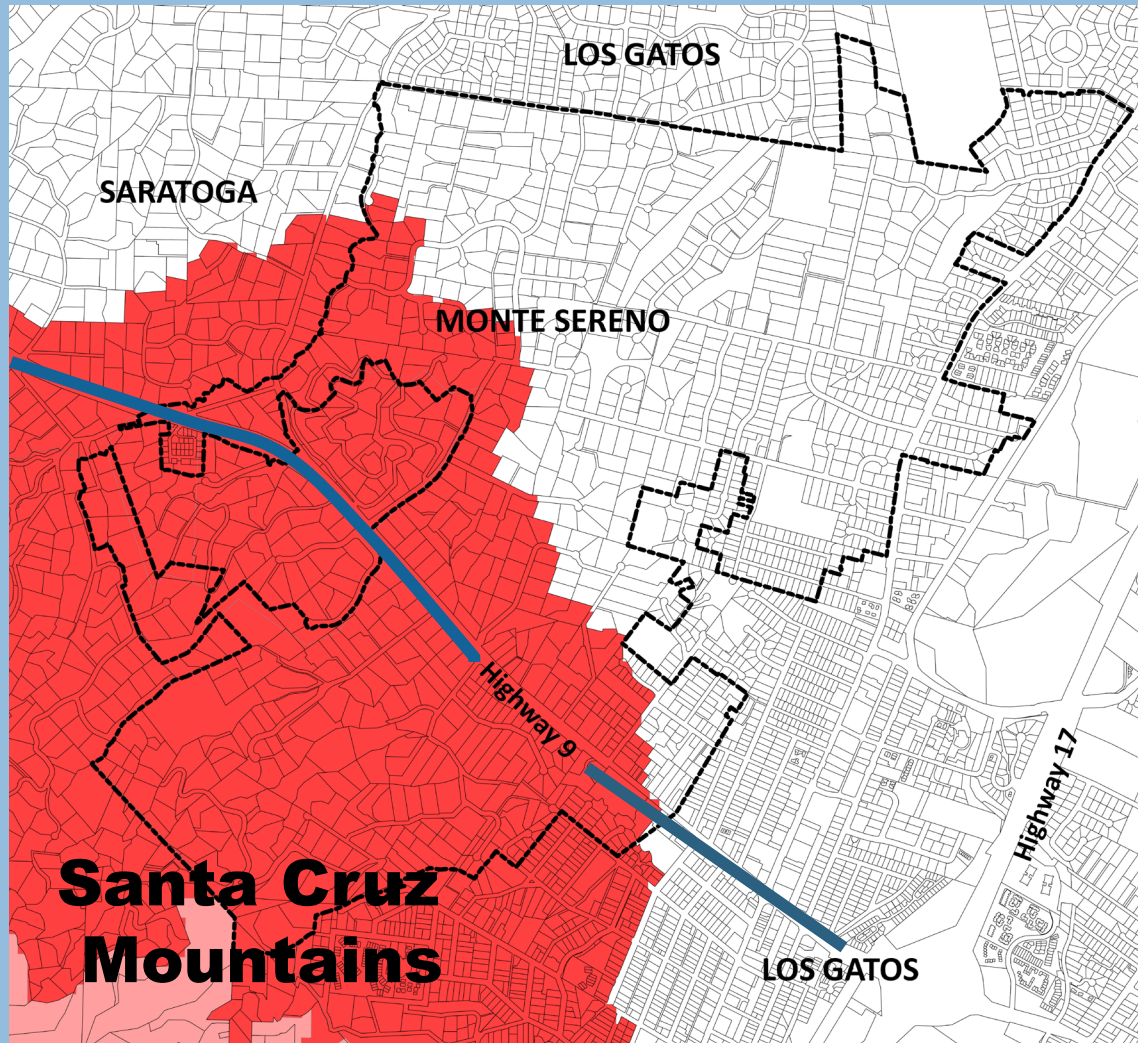 LOS GATOS
SARATOGA
MONTE SERENO
Highway 9
Highway 17
Santa Cruz
Mountains
LOS GATOS